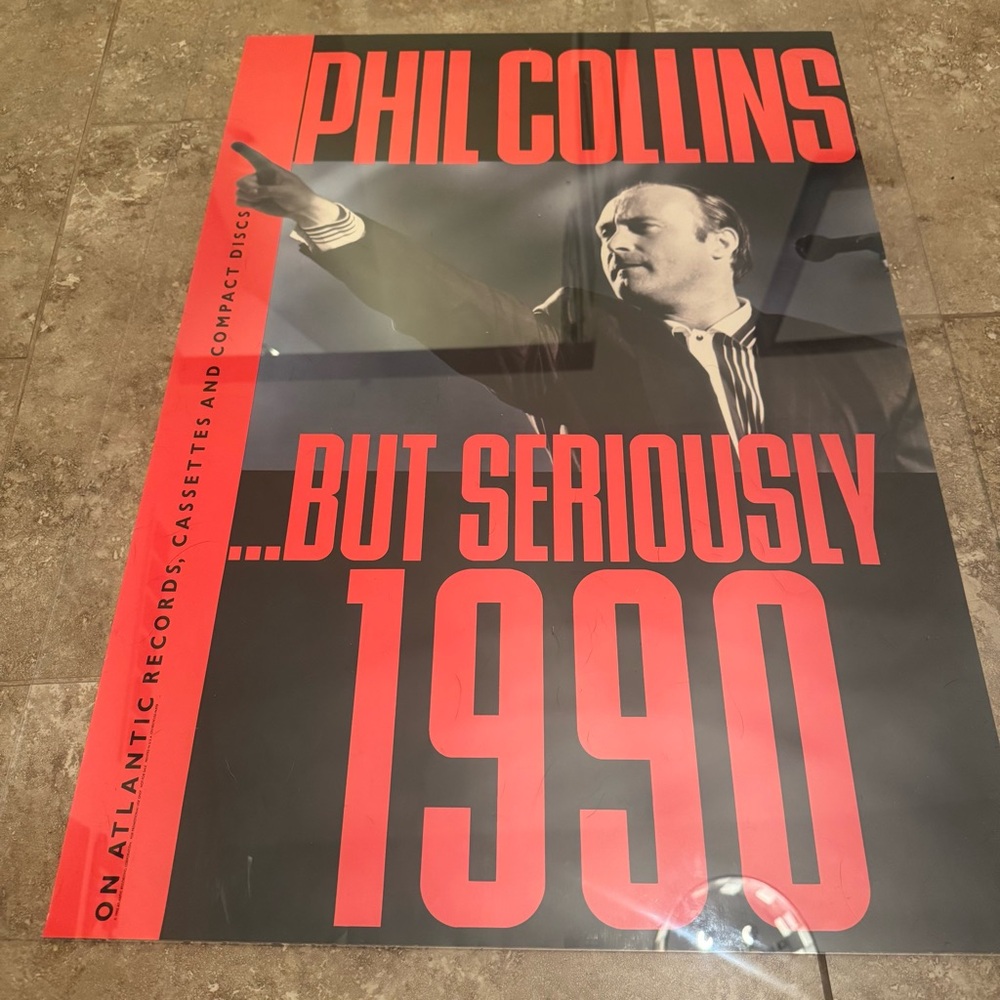 PHIL COLLINS
...BUT SERIOUSLY
1990
ON ATLANTIC RECORDS, CASSETTES AND COMPACT DISCS